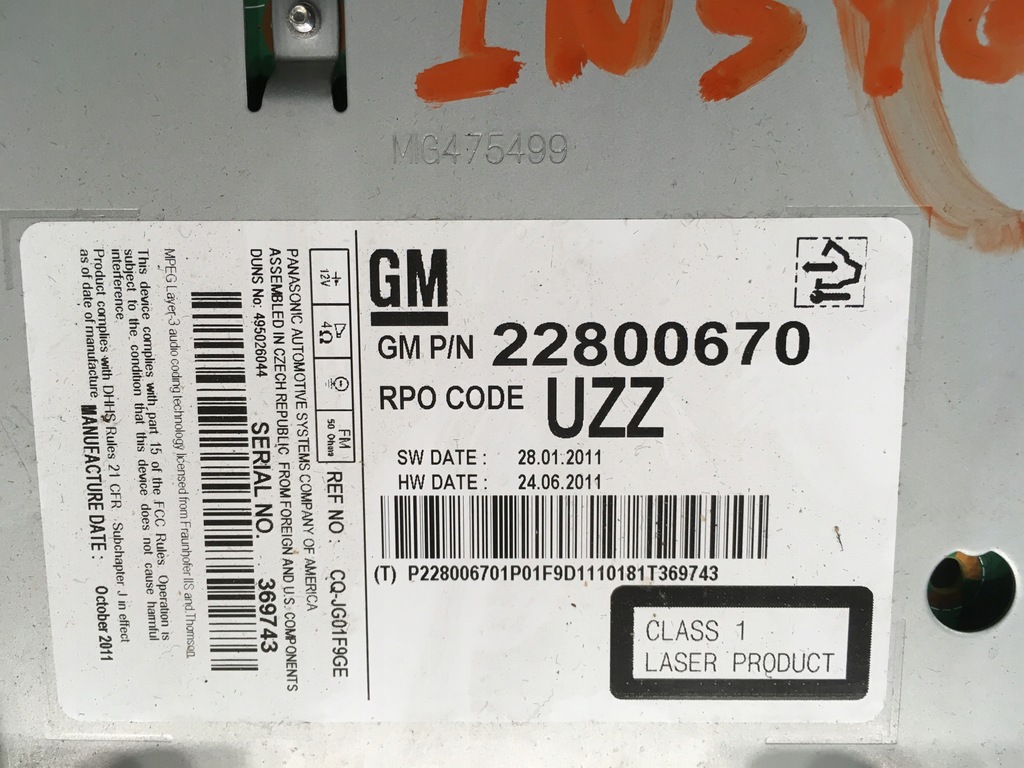 INSYG
MIG475499
GM
GM P/N 22800670
RPO CODE UZZ
SW DATE : 28.01.2011
HW DATE : 24.06.2011
(T) P228006701P01F9D1110181T369743
CLASS 1
LASER PRODUCT
12V 4Ω FM 50 Ohms
REF NO : CQ-JG01F9GE
PANASONIC AUTOMOTIVE SYSTEMS COMPANY OF AMERICA
ASSEMBLED IN CZECH REPUBLIC FROM FOREIGN AND U.S. COMPONENTS
DUNS No: 495026044
SERIAL NO. 369743
MPEG Layer-3 audio coding technology licensed from Fraunhofer IIS and Thomson
This device complies with part 15 of the FCC Rules. Operation is
subject to the condition that this device does not cause harmful
interference.
Product complies with DHHS Rules 21 CFR Subchapter J in effect
as of date of manufacture MANUFACTURE DATE : October 2011